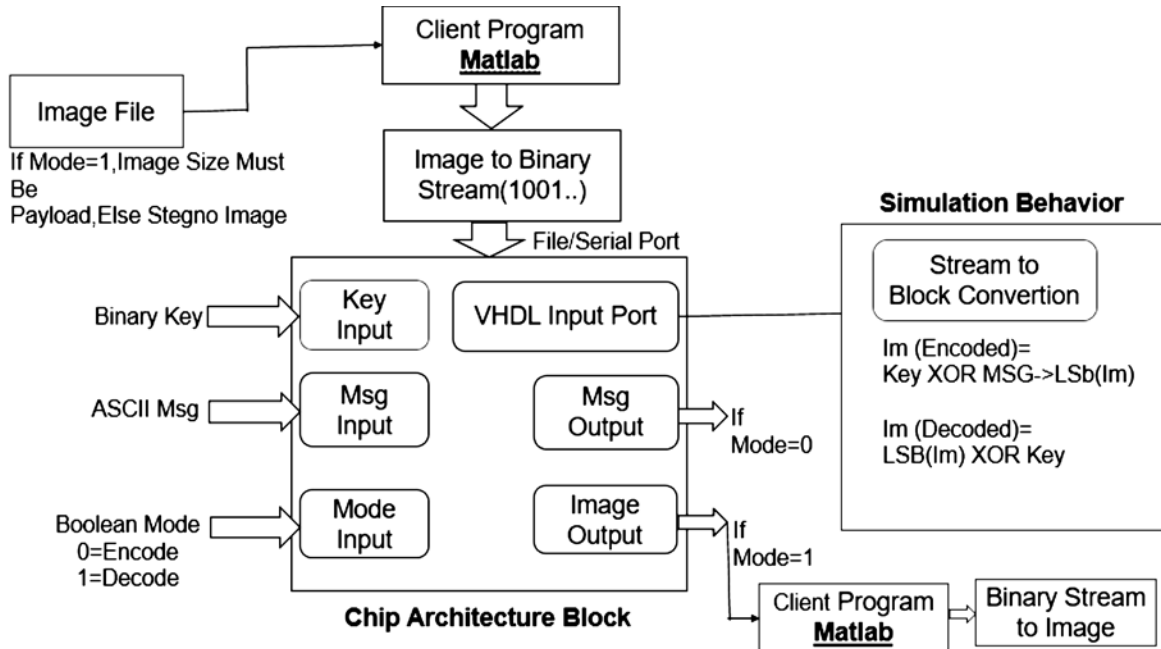 Client Program
Matlab
Image File
If Mode=1,Image Size Must
Be
Payload,Else Stegno Image
Image to Binary
Stream(1001..)
File/Serial Port
Binary Key
Key
Input
VHDL Input Port
ASCII Msg
Msg
Input
Msg
Output
If
Mode=0
Boolean Mode
0=Encode
1=Decode
Mode
Input
Image
Output
If
Mode=1
Chip Architecture Block
Simulation Behavior
Stream to
Block Convertion
Im (Encoded)=
Key XOR MSG->LSb(Im)
Im (Decoded)=
LSB(Im) XOR Key
Client Program
Matlab
Binary Stream
to Image